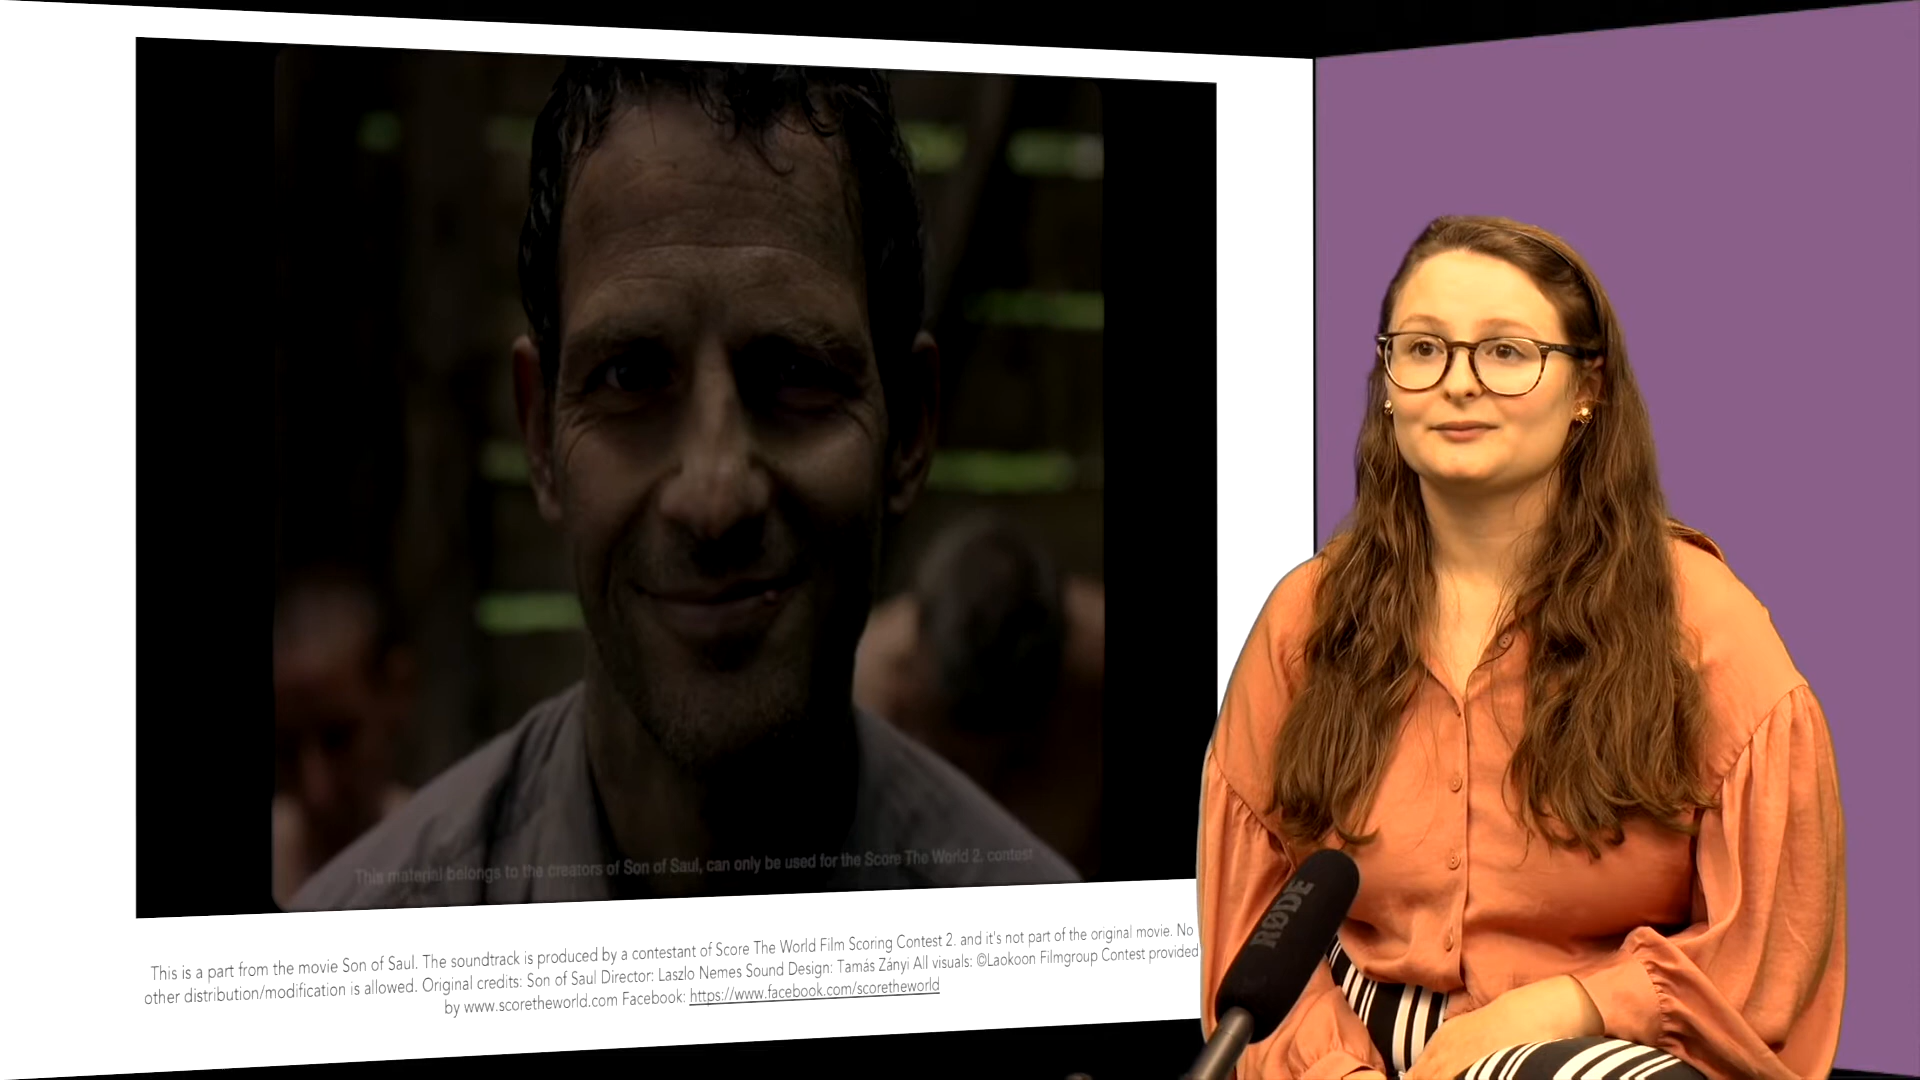 This material belongs to the creators of Son of Saul, can only be used for the Score The World 2. contest
This is a part from the movie Son of Saul. The soundtrack is produced by a contestant of Score The World Film Scoring Contest 2. and it's not part of the original movie. No
other distribution/modification is allowed. Original credits: Son of Saul Director: Laszlo Nemes Sound Design: Tamás Zányi All visuals: ©Laokoon Filmgroup Contest provided
by www.scoretheworld.com Facebook: https://www.facebook.com/scoretheworld
RØDE